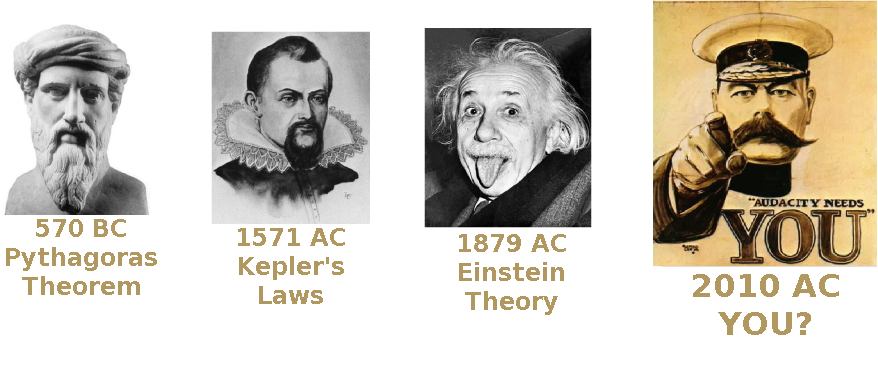 570 BC
Pythagoras
Theorem
1571 AC
Kepler's
Laws
1879 AC
Einstein
Theory
"AUDACITY NEEDS
YOU"
2010 AC
YOU?